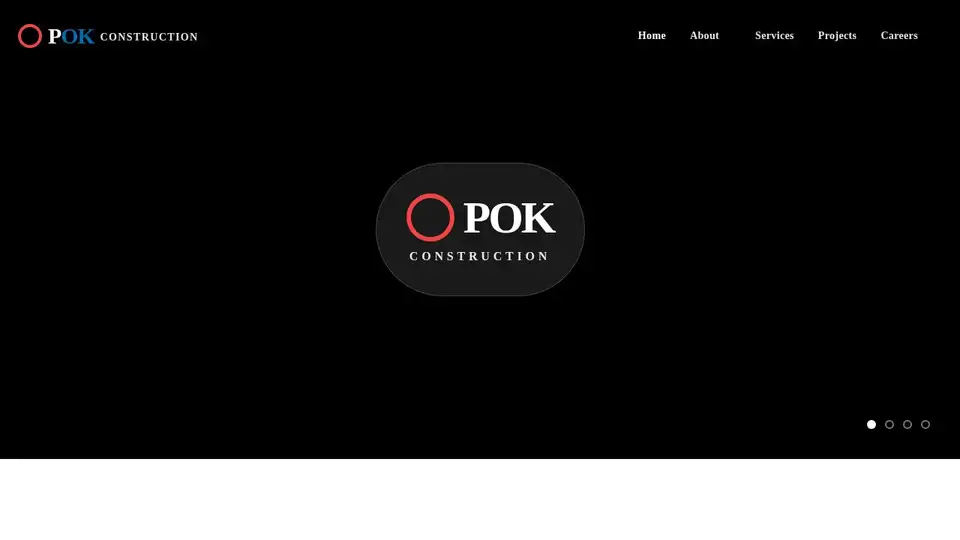 POK CONSTRUCTION
Home About Services Projects Careers
POK
CONSTRUCTION